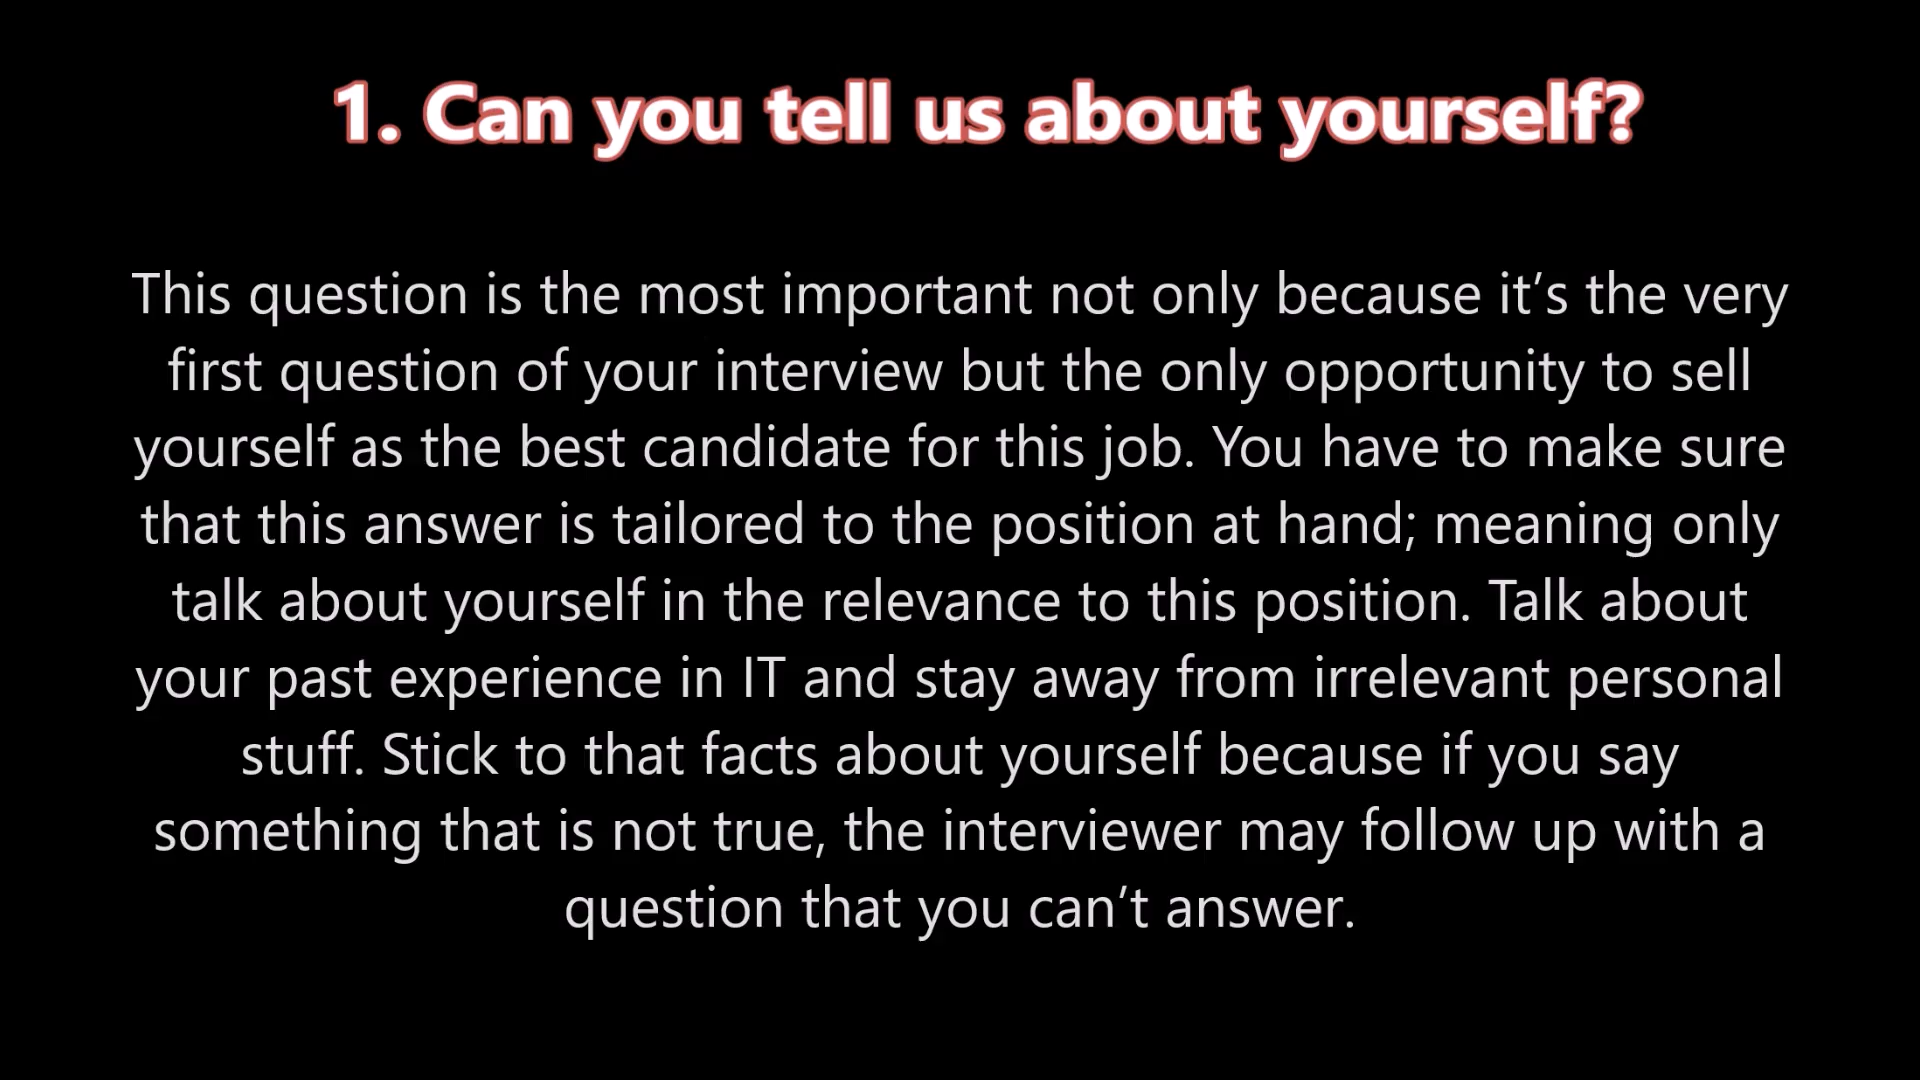 1. Can you tell us about yourself?
This question is the most important not only because it’s the very
first question of your interview but the only opportunity to sell
yourself as the best candidate for this job. You have to make sure
that this answer is tailored to the position at hand; meaning only
talk about yourself in the relevance to this position. Talk about
your past experience in IT and stay away from irrelevant personal
stuff. Stick to that facts about yourself because if you say
something that is not true, the interviewer may follow up with a
question that you can’t answer.